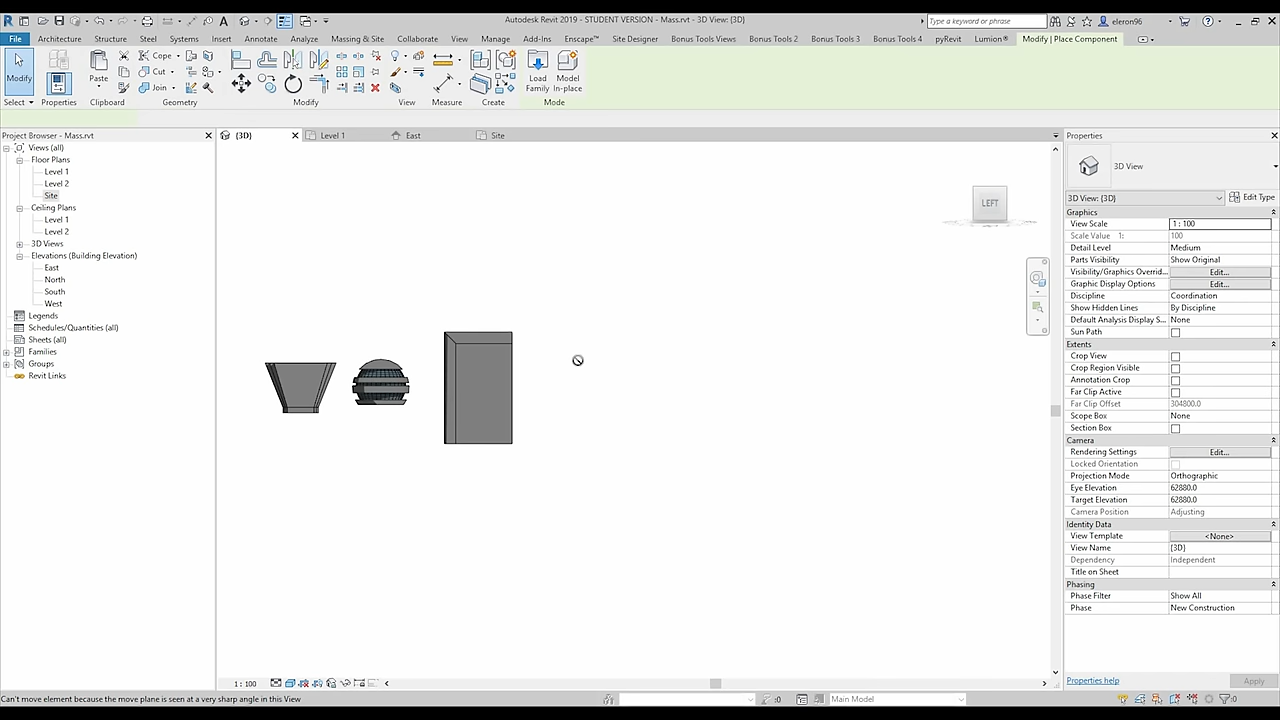 Autodesk Revit 2019 - STUDENT VERSION - Mass.rvt - 3D View: {3D}
Type a keyword or phrase
eleron96
File Architecture Structure Steel Systems Insert Annotate Analyze Massing & Site Collaborate View Manage Add-Ins Enscape™ Site Designer Bonus Tools Views Bonus Tools 2 Bonus Tools 3 Bonus Tools 4 pyRevit Lumion® Modify | Place Component
Modify
Paste
Cope
Cut
Join
Load Family
Model In-place
Select Properties Clipboard Geometry Modify View Measure Create Mode
Project Browser - Mass.rvt
{3D} Level 1 East Site
Views (all)
Floor Plans
Level 1
Level 2
Site
Ceiling Plans
Level 1
Level 2
3D Views
Elevations (Building Elevation)
East
North
South
West
Legends
Schedules/Quantities (all)
Sheets (all)
Families
Groups
Revit Links
LEFT
Properties
3D View
3D View: {3D} Edit Type
Graphics
View Scale 1 : 100
Scale Value 1: 100
Detail Level Medium
Parts Visibility Show Original
Visibility/Graphics Overrid... Edit...
Graphic Display Options Edit...
Discipline Coordination
Show Hidden Lines By Discipline
Default Analysis Display S... None
Sun Path
Extents
Crop View
Crop Region Visible
Annotation Crop
Far Clip Active
Far Clip Offset 304800.0
Scope Box None
Section Box
Camera
Rendering Settings Edit...
Locked Orientation
Projection Mode Orthographic
Eye Elevation 62880.0
Target Elevation 62880.0
Camera Position Adjusting
Identity Data
View Template <None>
View Name {3D}
Dependency Independent
Title on Sheet
Phasing
Phase Filter Show All
Phase New Construction
Properties help Apply
1 : 100
Can't move element because the move plane is seen at a very sharp angle in this View
:0
Main Model
:0